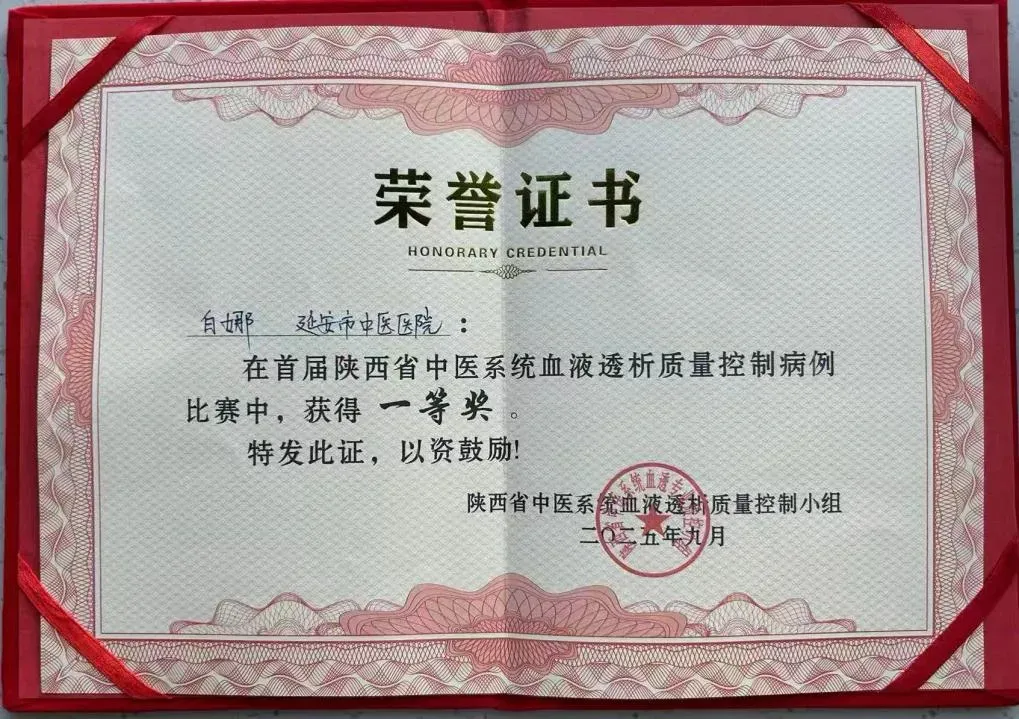 荣誉证书
HONORARY CREDENTIAL
白娜 延安市中医医院：
在首届陕西省中医系统血液透析质量控制病例
比赛中，获得 一等奖 。
特发此证，以资鼓励！
陕西省中医系统血液透析质量控制小组
二〇二五年九月